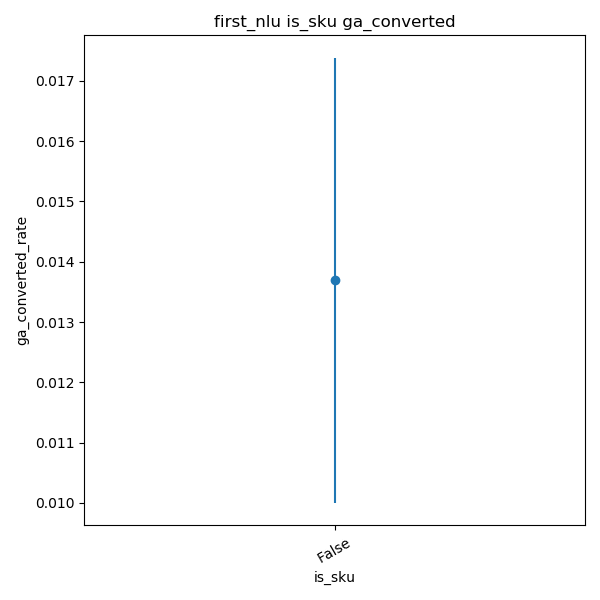 first_nlu is_sku ga_converted
0.017
0.016
0.015
0.014
0.013
0.012
0.011
0.010
ga_converted_rate
False
is_sku